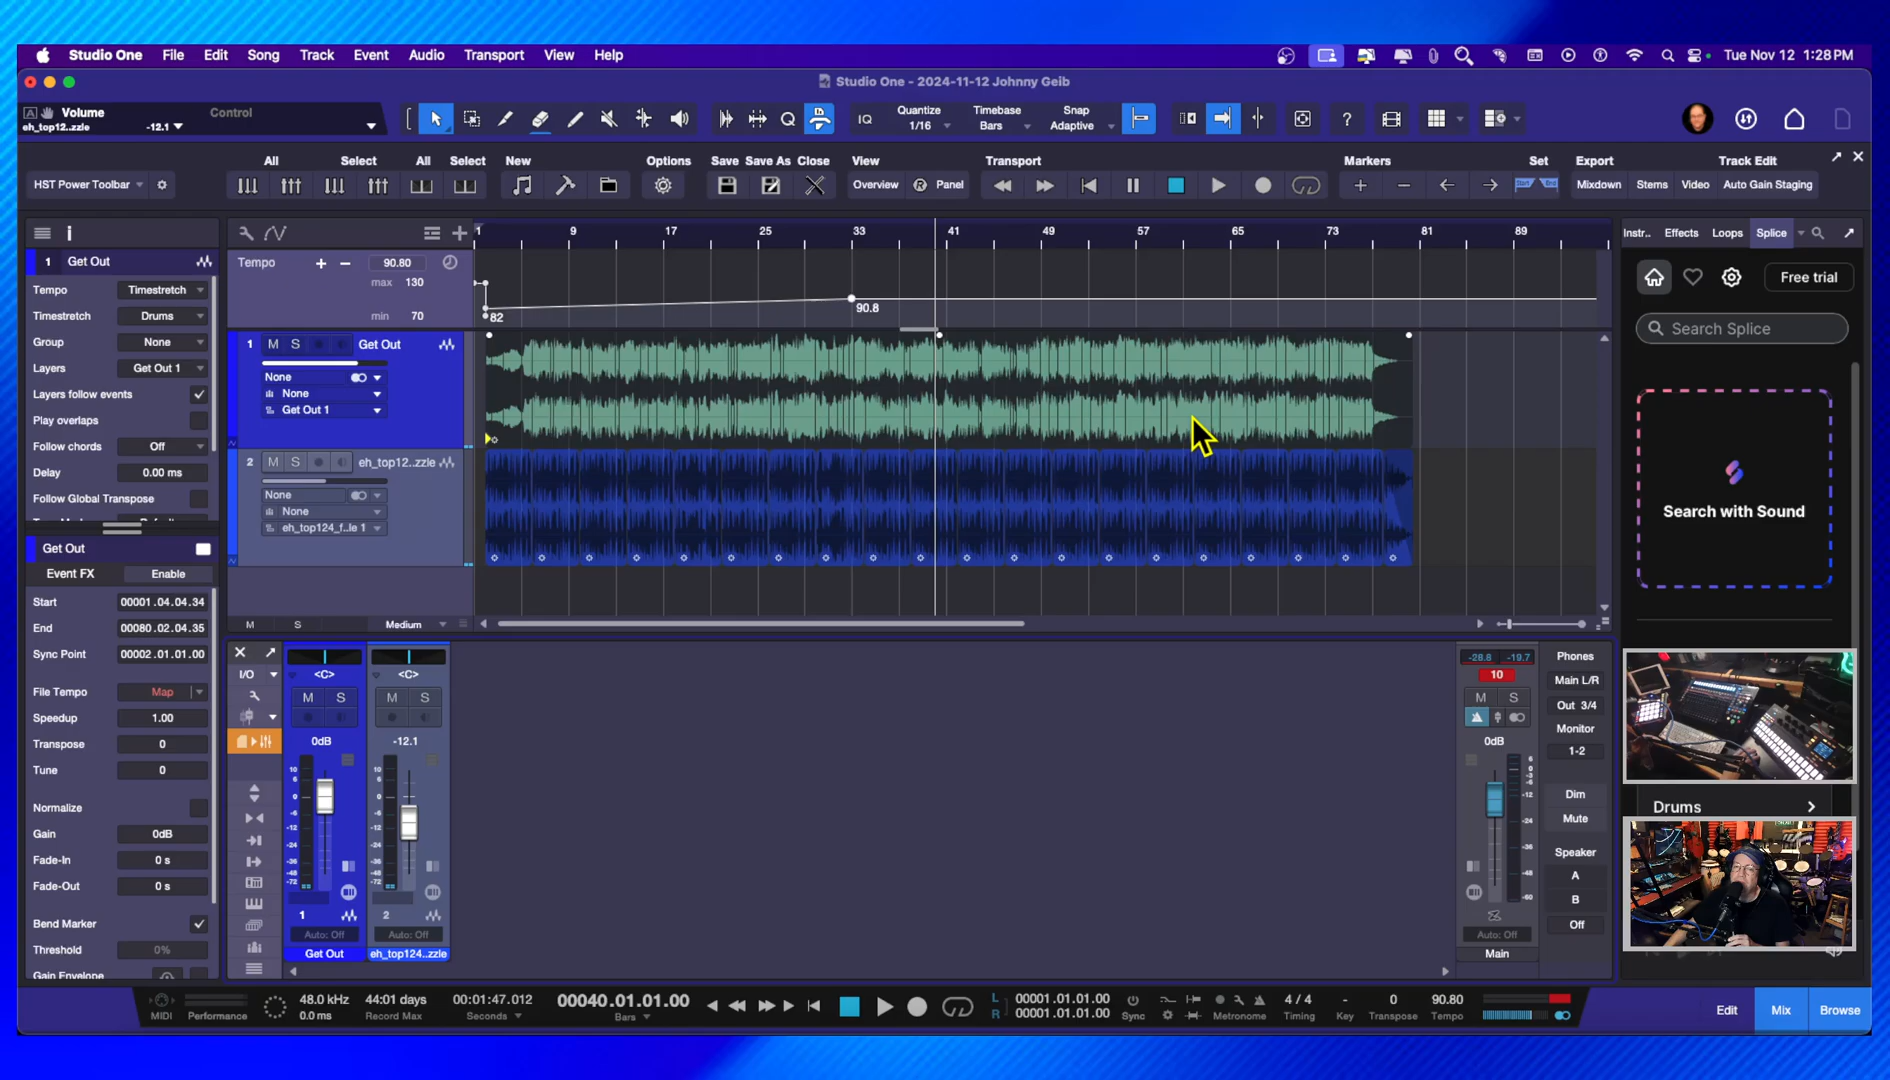 Studio One File Edit Song Track Event Audio Transport View Help
Tue Nov 12 1:28PM
Studio One - 2024-11-12 Johnny Geib
Volume
Control
eh_top12..zzle
-12.1
Quantize
1/16
Timebase
Bars
Snap
Adaptive
IQ
?
HST Power Toolbar
All
Select
All
Select
New
Options
Save
Save As
Close
View
Overview
Panel
Transport
Markers
Set
Start End
Export
Mixdown
Stems
Video
Track Edit
Auto Gain Staging
1 Get Out
Tempo Timestretch
Timestretch Drums
Group None
Layers Get Out 1
Layers follow events
Play overlaps
Follow chords Off
Delay 0.00 ms
Follow Global Transpose
Get Out
Event FX Enable
Start 00001.04.04.34
End 00080.02.04.35
Sync Point 00002.01.01.00
File Tempo Map
Speedup 1.00
Transpose 0
Tune 0
Normalize
Gain 0dB
Fade-In 0 s
Fade-Out 0 s
Bend Marker
Threshold 0%
Gain Envelope
1 9 17 25 33 41 49 57 65 73 81 89
Tempo 90.80
max 130
min 70
82
90.8
1 M S Get Out
None
None
Get Out 1
2 M S eh_top12..zzle
None
None
eh_top124_f..le 1
M S Medium
I/O
<C>
<C>
M S
M S
0dB
-12.1
1
2
Auto: Off
Auto: Off
Get Out
eh_top124..zzle
-28.8 -19.7
10
M S
0dB
Auto: Off
Main
Phones
Main L/R
Out 3/4
Monitor
1-2
Dim
Mute
Speaker
A
B
Off
Instr.. Effects Loops Splice
Free trial
Search Splice
Search with Sound
Drums
MIDI
Performance
48.0 kHz
0.0 ms
44:01 days
Record Max
00:01:47.012
Seconds
00040.01.01.00
Bars
L 00001.01.01.00
R 00001.01.01.00
Sync
Metronome
4 / 4
Timing
-
Key
0
Transpose
90.80
Tempo
Edit
Mix
Browse